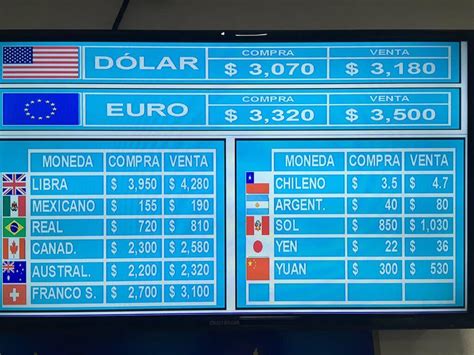 COMPRA VENTA
DÓLAR $ 3,070 $ 3,180
COMPRA VENTA
EURO $ 3,320 $ 3,500
MONEDA COMPRA VENTA
LIBRA $ 3,950 $ 4,280
MEXICANO $ 155 $ 190
REAL $ 720 $ 810
CANAD. $ 2,300 $ 2,580
AUSTRAL. $ 2,200 $ 2,320
FRANCO S. $ 2,700 $ 3,100
MONEDA COMPRA VENTA
CHILENO $ 3.5 $ 4.7
ARGENT. $ 40 $ 80
SOL $ 850 $ 1,030
YEN $ 22 $ 36
YUAN $ 300 $ 530